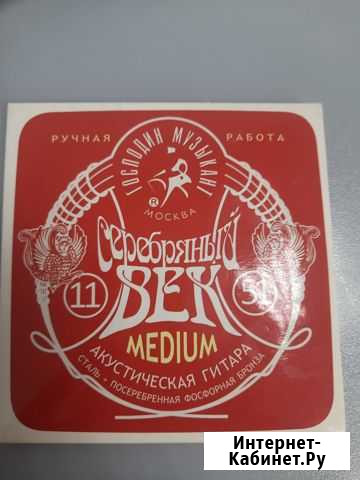 РУЧНАЯ РАБОТА
ГОСПОДИН МУЗЫКАНТ
®
МОСКВА
Серебряный
ВЕК
11 51
MEDIUM
АКУСТИЧЕСКАЯ ГИТАРА
СТАЛЬ - ПОСЕРЕБРЕННАЯ ФОСФОРНАЯ БРОНЗА
Интернет-
Кабинет.Ру